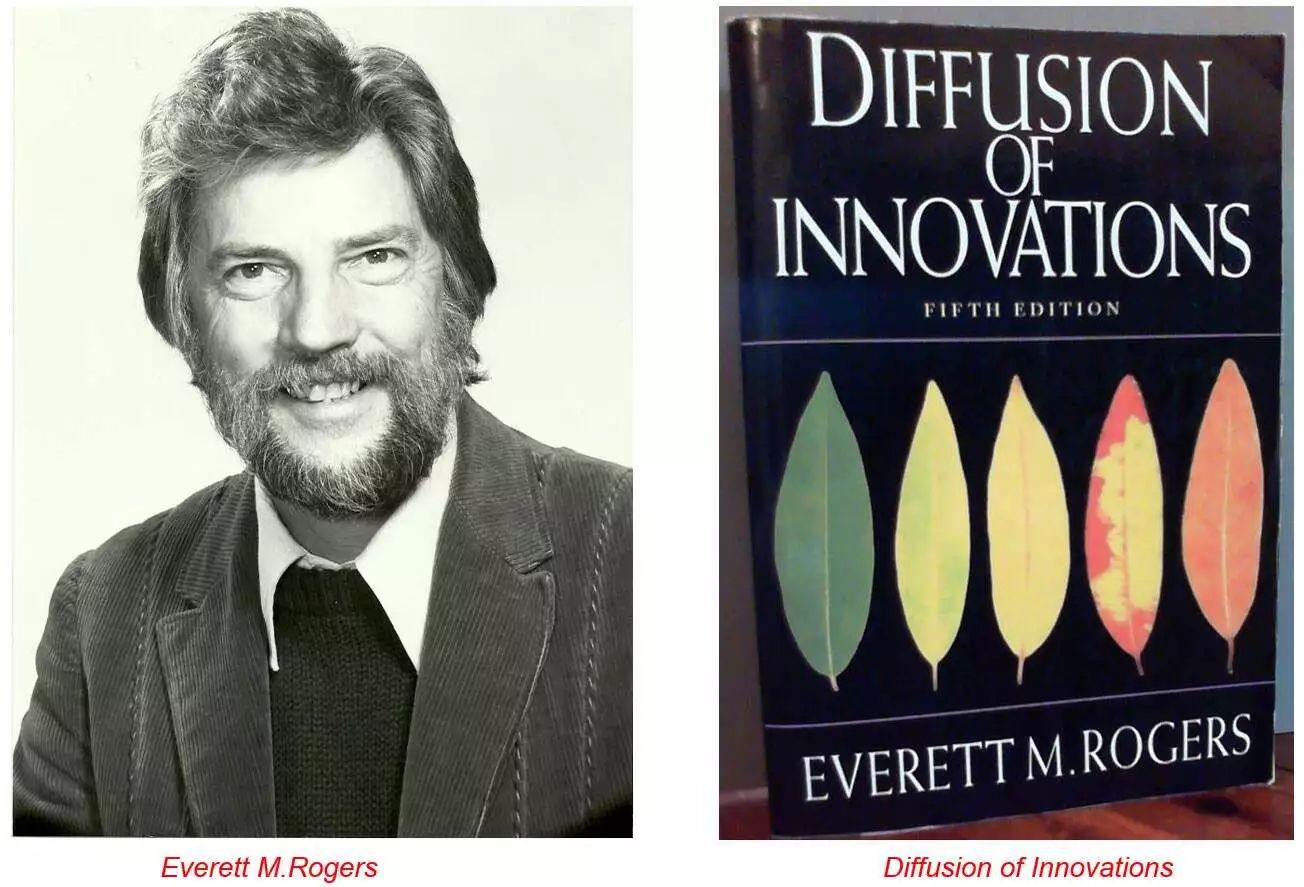 DIFFUSION
OF
INNOVATIONS
FIFTH EDITION
EVERETT M. ROGERS
Everett M.Rogers
Diffusion of Innovations